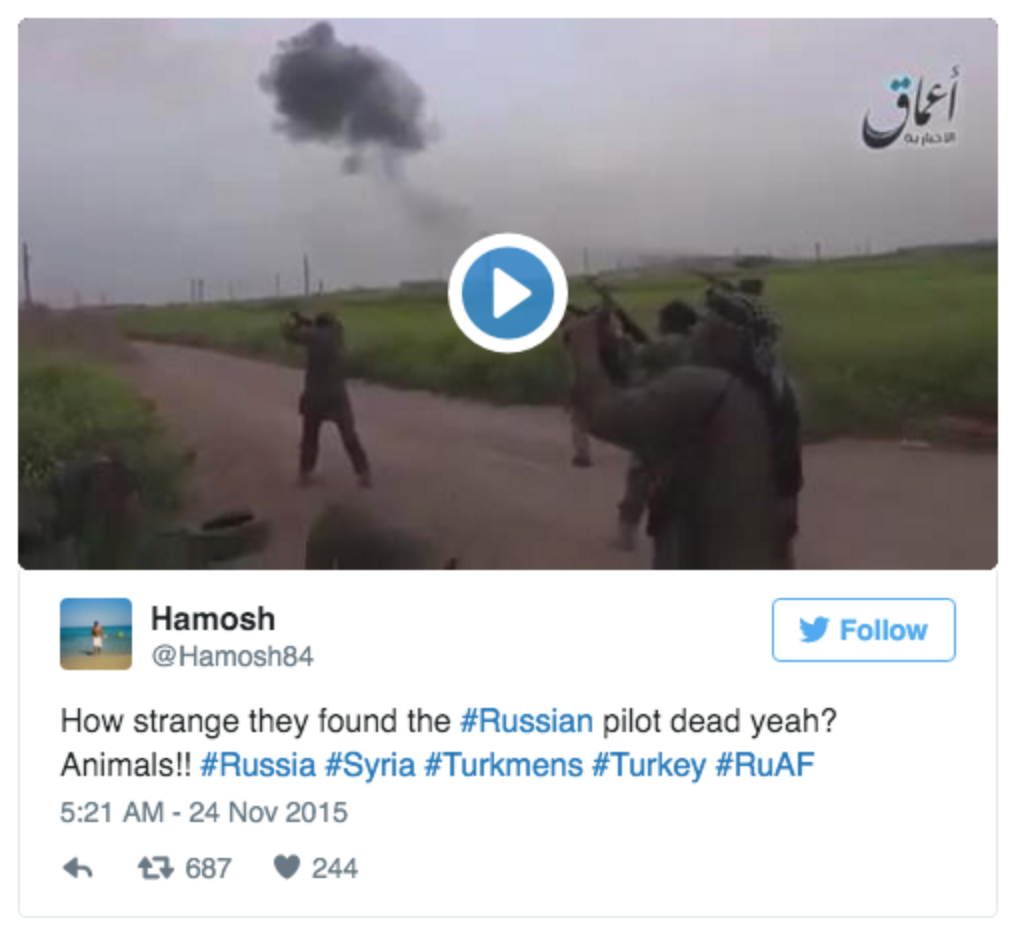 أعماق
الاخبارية
Hamosh
@Hamosh84
Follow
How strange they found the #Russian pilot dead yeah?
Animals!! #Russia #Syria #Turkmens #Turkey #RuAF
5:21 AM - 24 Nov 2015
687 244